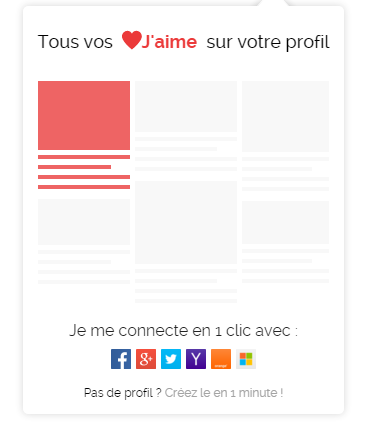 Tous vos J'aime sur votre profil
Je me connecte en 1 clic avec :
Pas de profil ? Créez le en 1 minute !